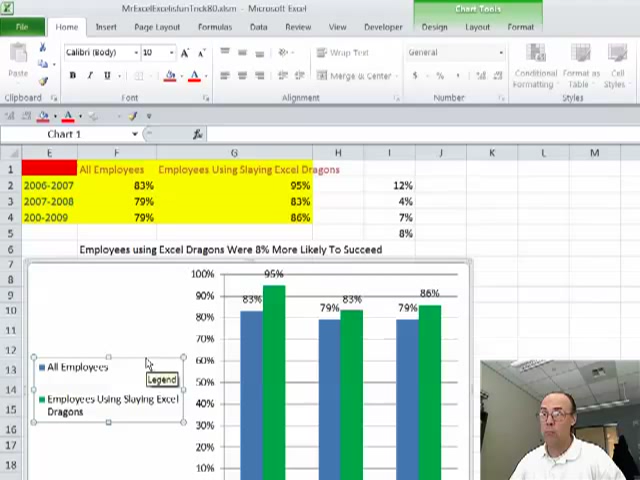 MrExcelExcelisfunTrick80.xlsm - Microsoft Excel
Chart Tools
File Home Insert Page Layout Formulas Data Review View Developer Design Layout Format
Calibri (Body) 10
Wrap Text
General
Paste
B I U
Merge & Center
$ % ,
Conditional Formatting
Format as Table
Cell Styles
Clipboard Font Alignment Number Styles
Chart 1
fx
E F G H I J K L M
1 All Employees Employees Using Slaying Excel Dragons
2 2006-2007 83% 95% 12%
3 2007-2008 79% 83% 4%
4 200-2009 79% 86% 7%
5 8%
6 Employees using Excel Dragons Were 8% More Likely To Succeed
7
8
9
10
11
12
13
14
15
16
17
18
100%
90%
80%
70%
60%
50%
40%
30%
20%
10%
83% 95%
79% 83%
79% 86%
All Employees
Legend
Employees Using Slaying Excel
Dragons